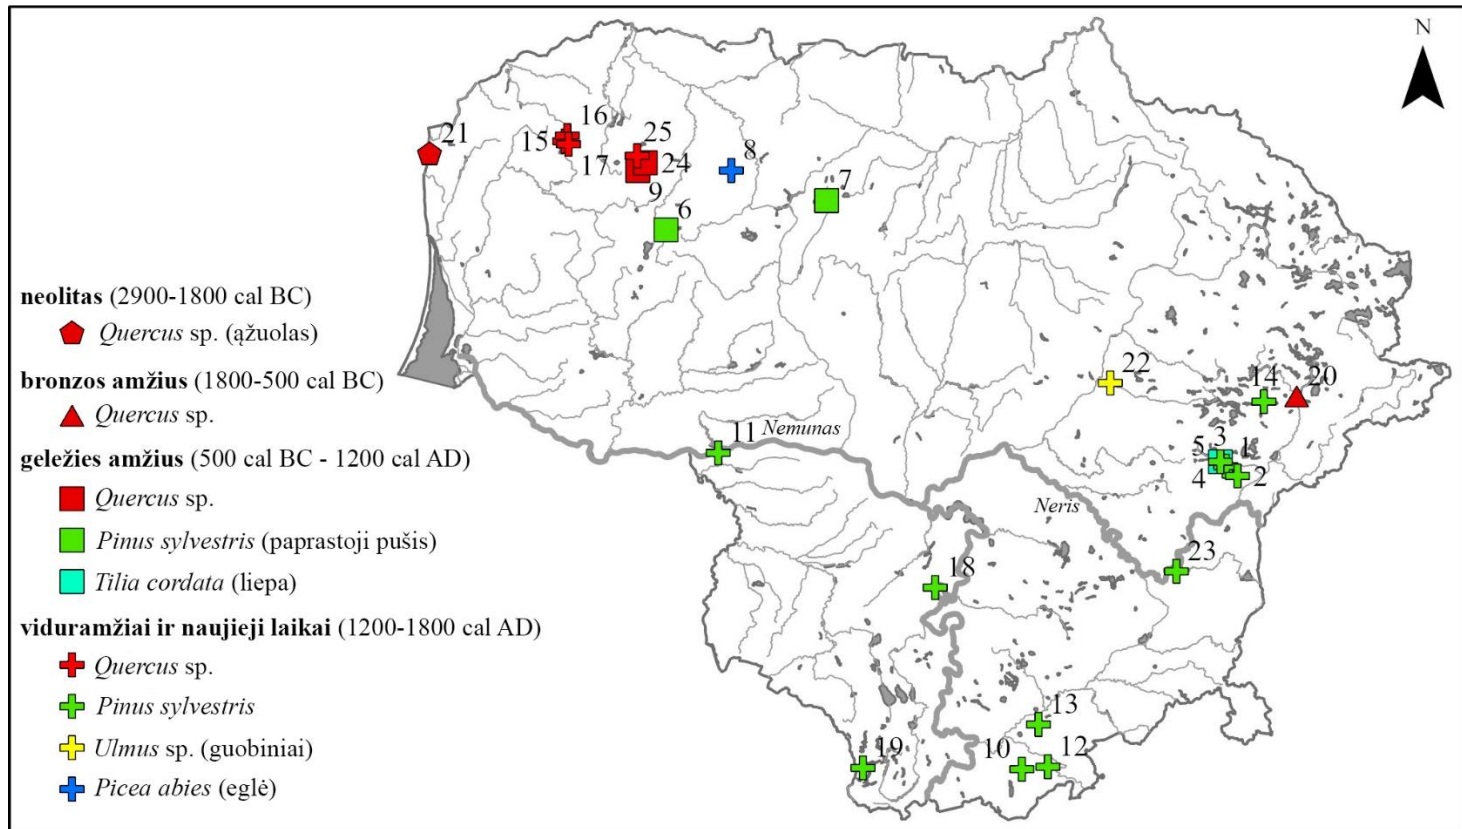 N
16
21
15
25
17
24
8
9
7
6
neolitas (2900-1800 cal BC)
Quercus sp. (ąžuolas)
bronzos amžius (1800-500 cal BC)
Quercus sp.
geležies amžius (500 cal BC - 1200 cal AD)
Quercus sp.
Pinus sylvestris (paprastoji pušis)
Tilia cordata (liepa)
viduramžiai ir naujieji laikai (1200-1800 cal AD)
Quercus sp.
Pinus sylvestris
Ulmus sp. (guobiniai)
Picea abies (eglė)
22
14
20
11
Nemunas
5
3
1
4
2
Neris
23
18
13
19
10
12